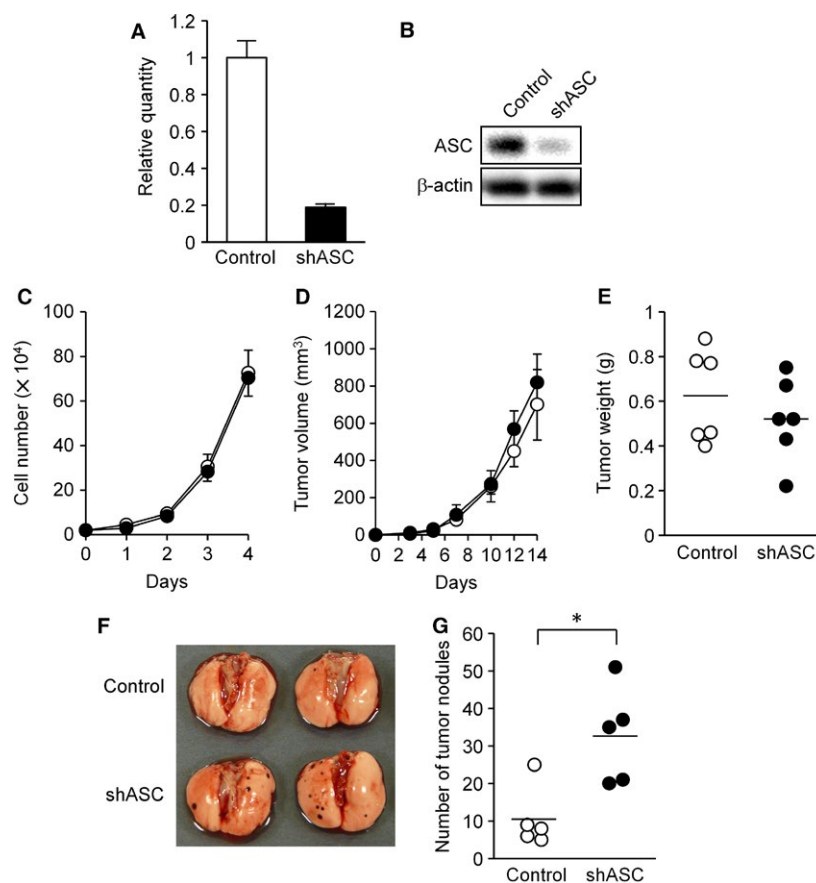 A
Relative quantity
1.2
1
0.8
0.6
0.4
0.2
0
Control shASC
B
Control shASC
ASC
β-actin
C
Cell number (× 10⁴)
100
80
60
40
20
0
0 1 2 3 4
Days
D
Tumor volume (mm³)
1200
1000
800
600
400
200
0
0 2 4 6 8 10 12 14
Days
E
Tumor weight (g)
1
0.8
0.6
0.4
0.2
0
Control shASC
F
Control
shASC
G
Number of tumor nodules
60
50
40
30
20
10
0
*
Control shASC